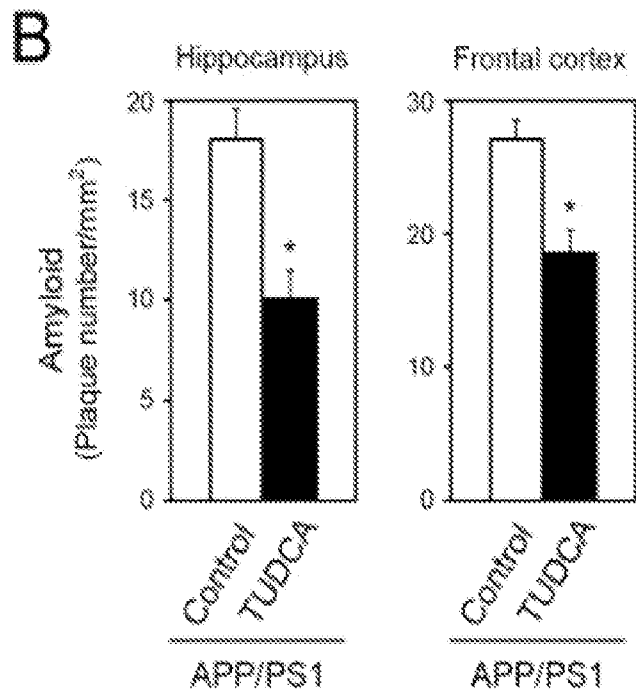 B
Hippocampus
Frontal cortex
Amyloid
(Plaque number/mm²)
20
15
10
5
0
30
20
10
0
*
*
Control
TUDCA
Control
TUDCA
APP/PS1
APP/PS1